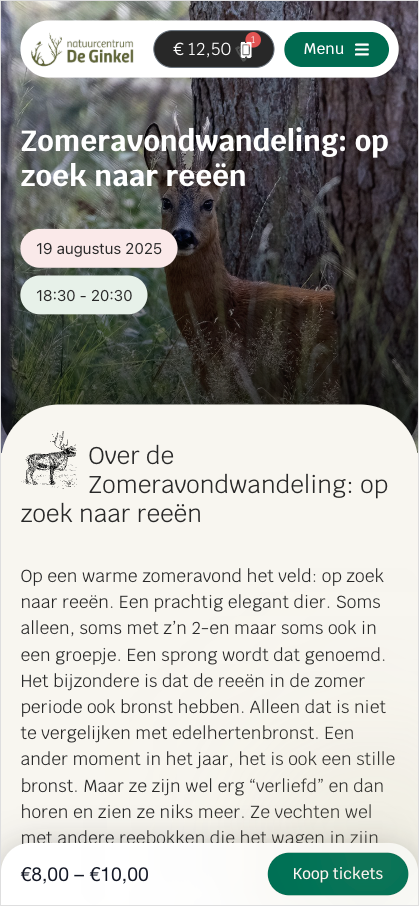 natuurcentrum
De Ginkel
€ 12,50
1
Menu
Zomeravondwandeling: op
zoek naar reeën
19 augustus 2025
18:30 - 20:30
Over de
Zomeravondwandeling: op
zoek naar reeën
Op een warme zomeravond het veld: op zoek
naar reeën. Een prachtig elegant dier. Soms
alleen, soms met z’n 2-en maar soms ook in
een groepje. Een sprong wordt dat genoemd.
Het bijzondere is dat de reeën in de zomer
periode ook bronst hebben. Alleen dat is niet
te vergelijken met edelhertenbronst. Een
ander moment in het jaar, het is ook een stille
bronst. Maar ze zijn wel erg “verliefd” en dan
horen en zien ze niks meer. Ze vechten wel
met andere reebokken die het wagen in zijn
€8,00 – €10,00
Koop tickets